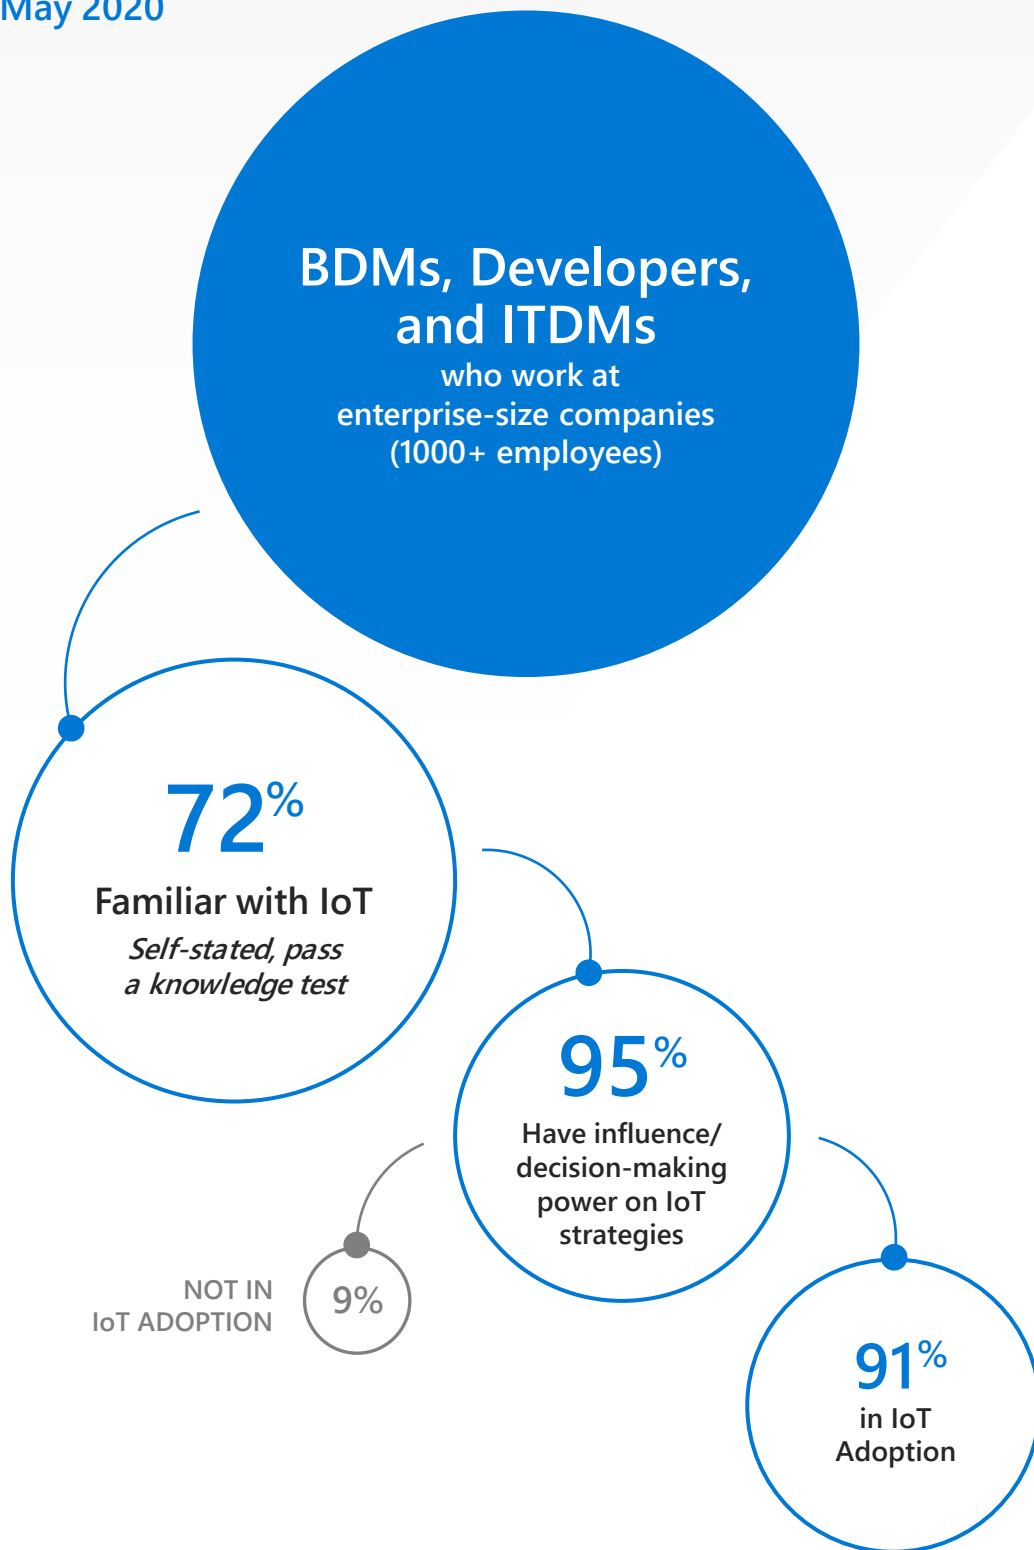 May 2020
BDMs, Developers,
and ITDMs
who work at
enterprise-size companies
(1000+ employees)
72%
Familiar with IoT
Self-stated, pass
a knowledge test
95%
Have influence/
decision-making
power on IoT
strategies
NOT IN
IoT ADOPTION
9%
91%
in IoT
Adoption